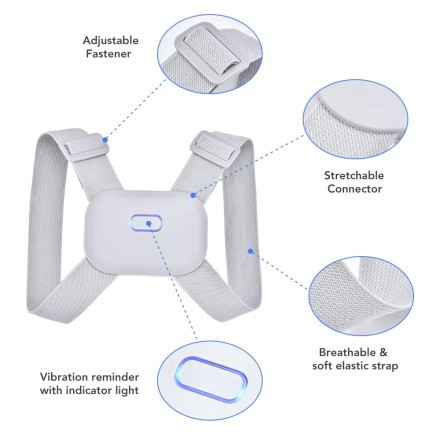 Adjustable
Fastener
Stretchable
Connector
Breathable &
soft elastic strap
Vibration reminder
with indicator light